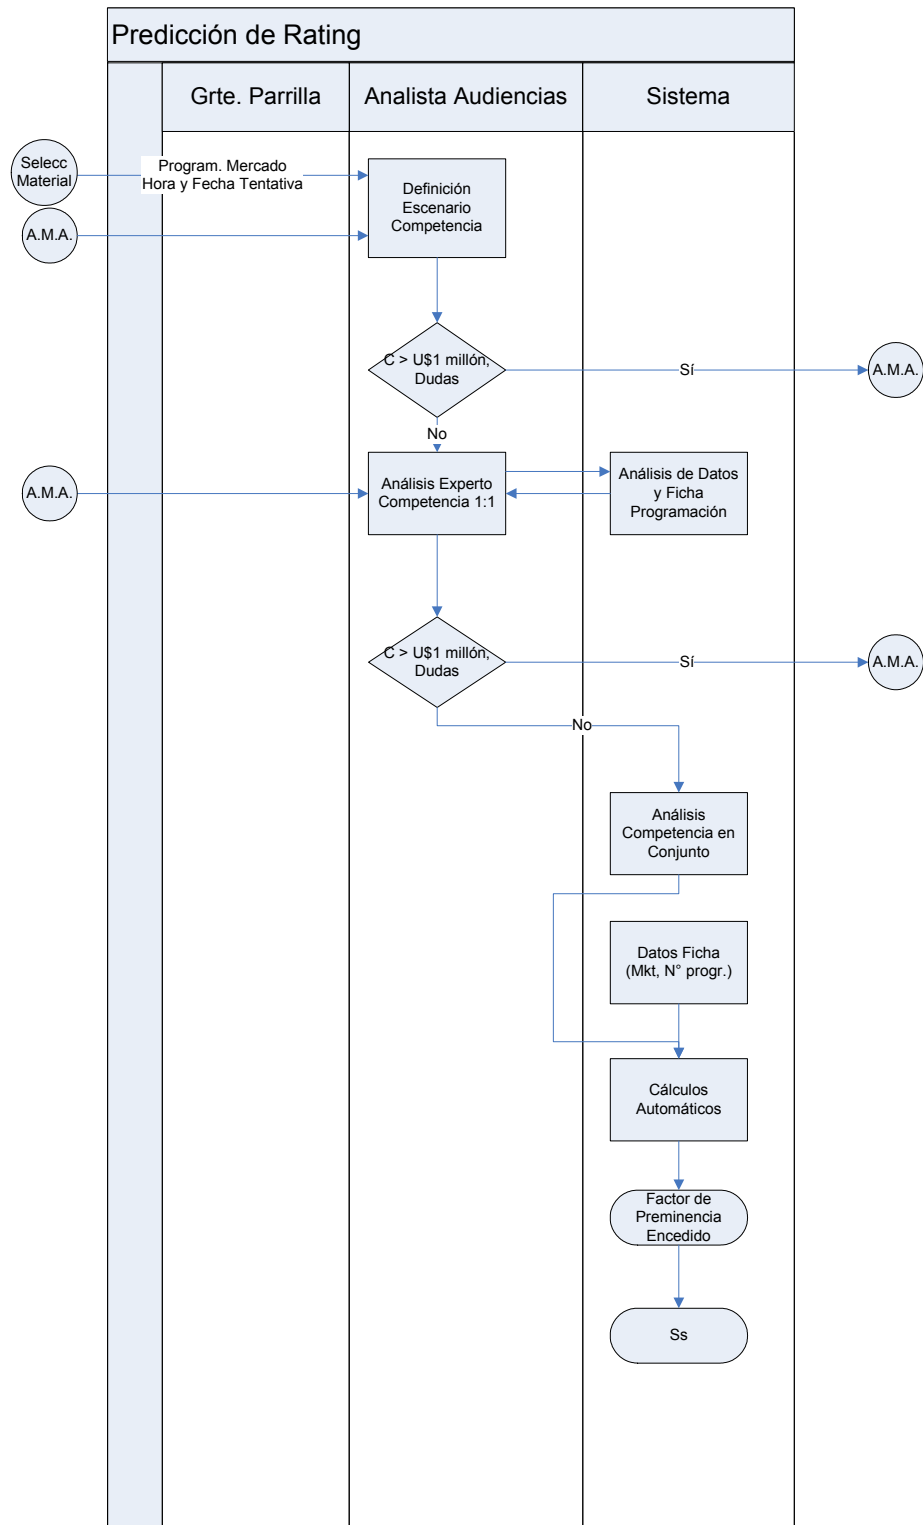 Predicción de Rating
Grte. Parrilla
Analista Audiencias
Sistema
Selecc
Material
Program. Mercado
Hora y Fecha Tentativa
Definición
Escenario
Competencia
A.M.A.
C > U$1 millón,
Dudas
Sí
A.M.A.
No
A.M.A.
Análisis Experto
Competencia 1:1
Análisis de Datos
y Ficha
Programación
C > U$1 millón,
Dudas
Sí
A.M.A.
No
Análisis
Competencia en
Conjunto
Datos Ficha
(Mkt, N° progr.)
Cálculos
Automáticos
Factor de
Preminencia
Encedido
Ss